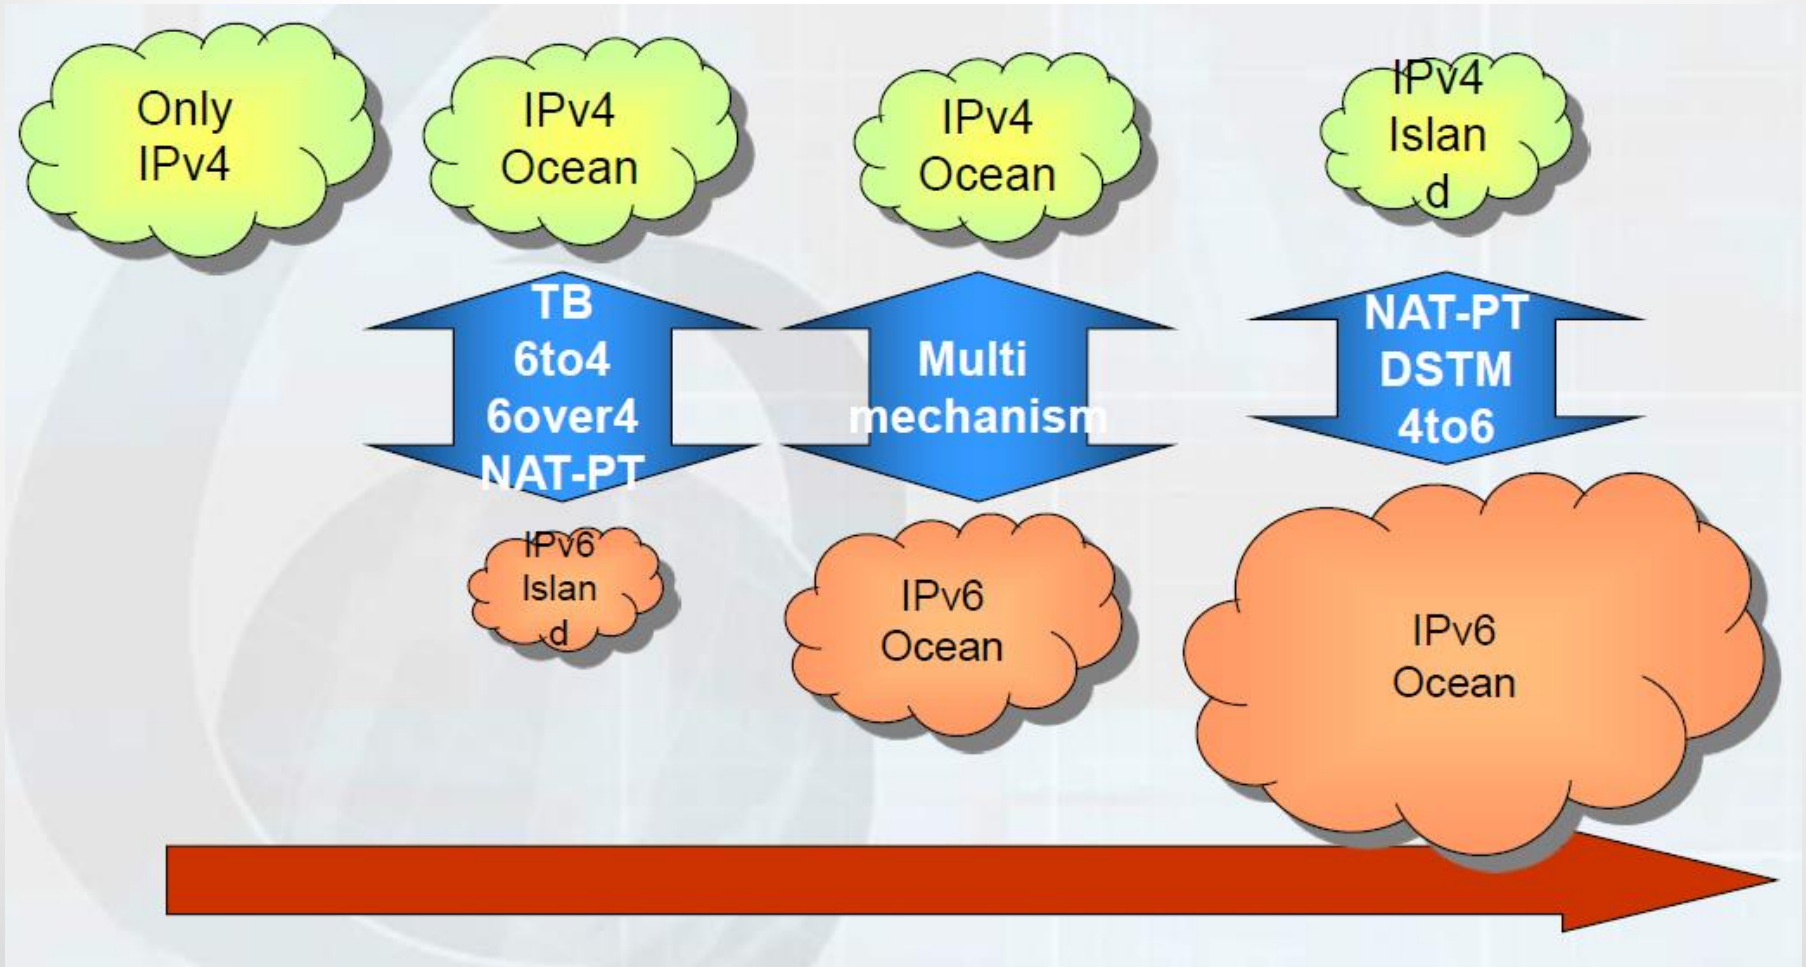 Only
IPv4
IPv4
Ocean
IPv4
Ocean
IPv4
Islan
d
TB
6to4
6over4
NAT-PT
Multi
mechanism
NAT-PT
DSTM
4to6
IPv6
Islan
d
IPv6
Ocean
IPv6
Ocean